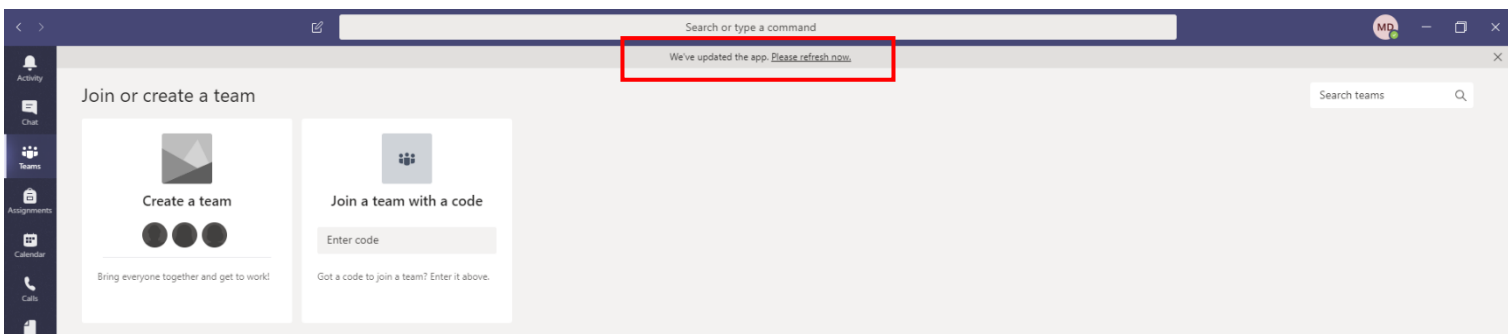 Search or type a command
MD
We've updated the app. Please refresh now.
Activity
Chat
Teams
Assignments
Calendar
Calls
Join or create a team
Search teams
Create a team
Bring everyone together and get to work!
Join a team with a code
Enter code
Got a code to join a team? Enter it above.